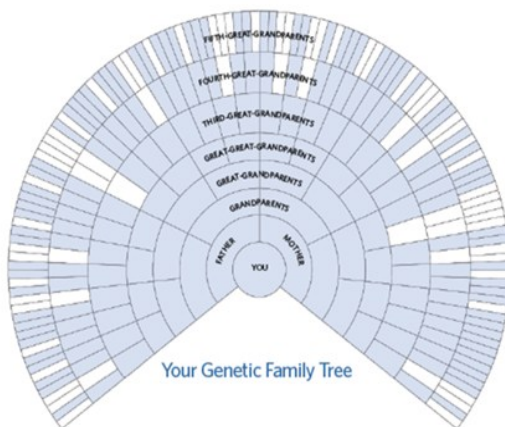 FIFTH-GREAT-GRANDPARENTS
FOURTH-GREAT-GRANDPARENTS
THIRD-GREAT-GRANDPARENTS
GREAT-GREAT-GRANDPARENTS
GREAT-GRANDPARENTS
GRANDPARENTS
FATHER
MOTHER
YOU
Your Genetic Family Tree